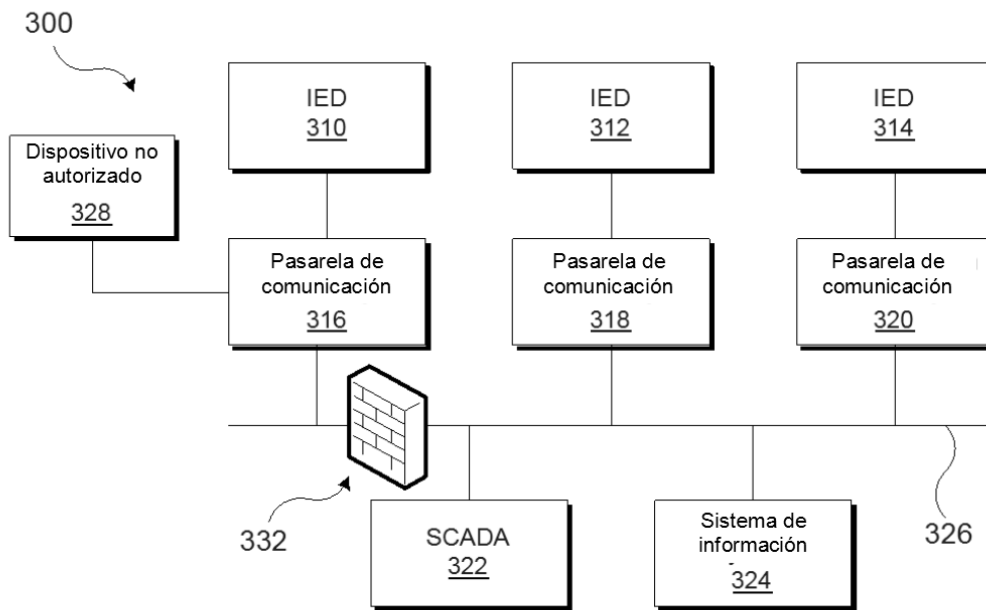 300
IED
310
IED
312
IED
314
Dispositivo no
autorizado
328
Pasarela de
comunicación
316
Pasarela de
comunicación
318
Pasarela de
comunicación
320
332
SCADA
322
Sistema de
información
324
326